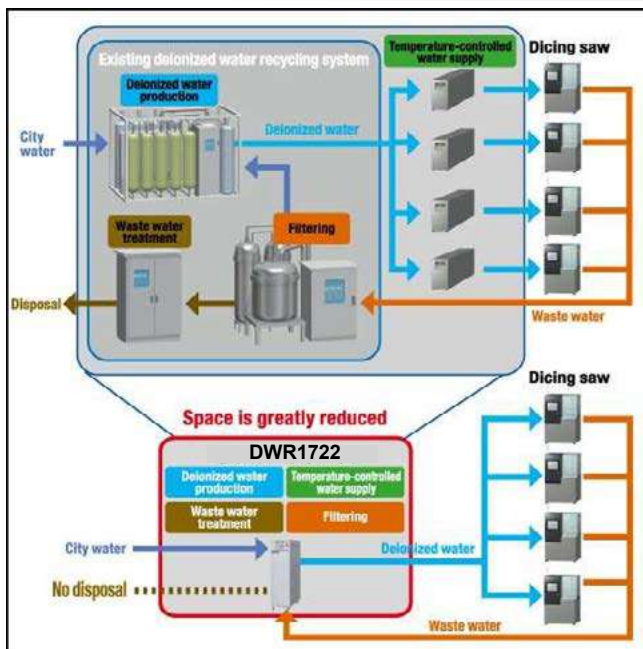 Temperature-controlled
water supply
Dicing saw
Existing deionized water recycling system
Deionized water
production
City
water
Deionized water
Waste water
treatment
Filtering
Disposal
Waste water
Dicing saw
Space is greatly reduced
DWR1722
Deionized water
production
Temperature-controlled
water supply
Waste water
treatment
Filtering
City water
Deionized water
No disposal
Waste water